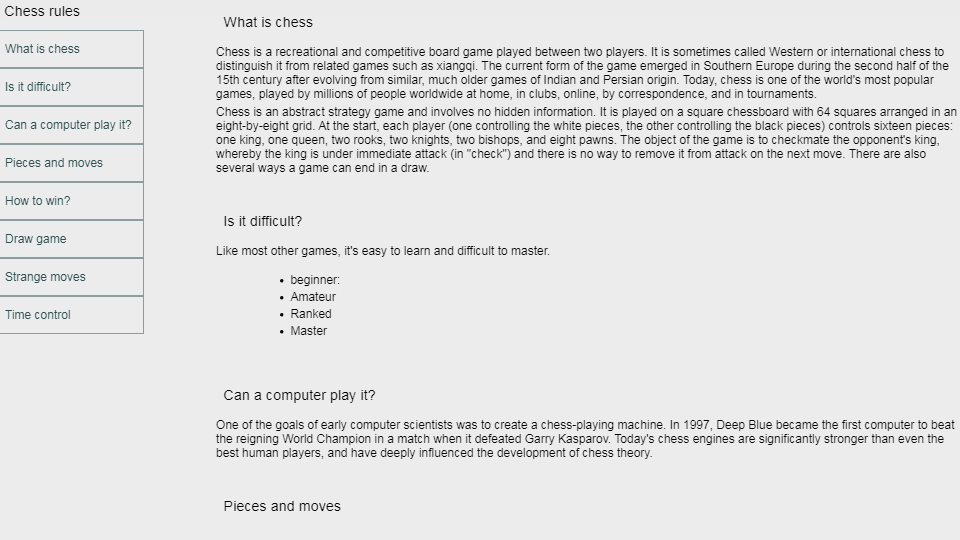 Chess rules
What is chess
Is it difficult?
Can a computer play it?
Pieces and moves
How to win?
Draw game
Strange moves
Time control
What is chess
Chess is a recreational and competitive board game played between two players. It is sometimes called Western or international chess to
distinguish it from related games such as xiangqi. The current form of the game emerged in Southern Europe during the second half of the
15th century after evolving from similar, much older games of Indian and Persian origin. Today, chess is one of the world's most popular
games, played by millions of people worldwide at home, in clubs, online, by correspondence, and in tournaments.
Chess is an abstract strategy game and involves no hidden information. It is played on a square chessboard with 64 squares arranged in an
eight-by-eight grid. At the start, each player (one controlling the white pieces, the other controlling the black pieces) controls sixteen pieces:
one king, one queen, two rooks, two knights, two bishops, and eight pawns. The object of the game is to checkmate the opponent's king,
whereby the king is under immediate attack (in "check") and there is no way to remove it from attack on the next move. There are also
several ways a game can end in a draw.
Is it difficult?
Like most other games, it's easy to learn and difficult to master.
• beginner:
• Amateur
• Ranked
• Master
Can a computer play it?
One of the goals of early computer scientists was to create a chess-playing machine. In 1997, Deep Blue became the first computer to beat
the reigning World Champion in a match when it defeated Garry Kasparov. Today's chess engines are significantly stronger than even the
best human players, and have deeply influenced the development of chess theory.
Pieces and moves